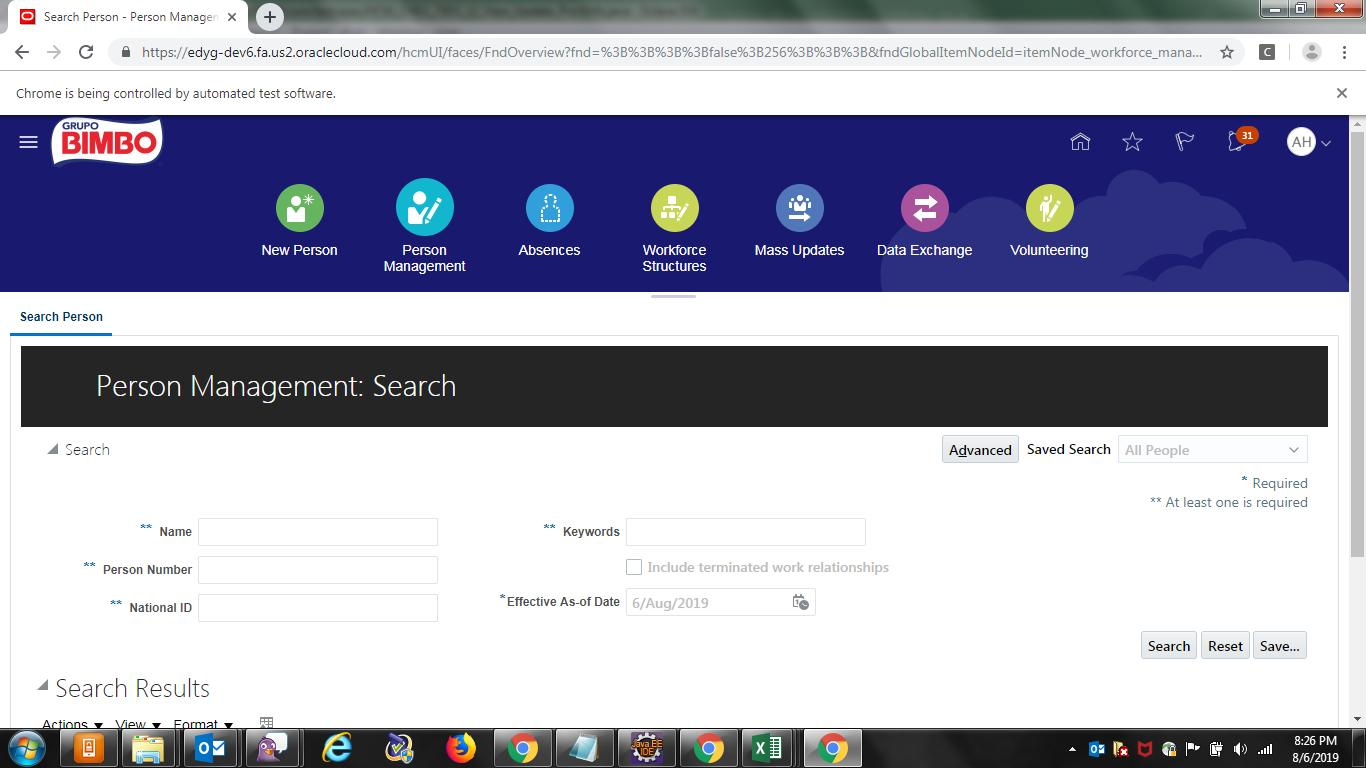 Search Person - Person Managem
https://edyg-dev6.fa.us2.oraclecloud.com/hcmUI/faces/FndOverview?fnd=%3B%3B%3B%3Bfalse%3B256%3B%3B%3B&fndGlobalItemNodeId=itemNode_workforce_mana...
C
Chrome is being controlled by automated test software.
GRUPO
BIMBO
31
AH
New Person
Person Management
Absences
Workforce Structures
Mass Updates
Data Exchange
Volunteering
Search Person
Person Management: Search
Search
Advanced
Saved Search
All People
* Required
** At least one is required
** Name
** Keywords
** Person Number
Include terminated work relationships
** National ID
*Effective As-of Date
6/Aug/2019
Search
Reset
Save...
Search Results
Actions
View
Format
Java EE
IDE
8:26 PM
8/6/2019